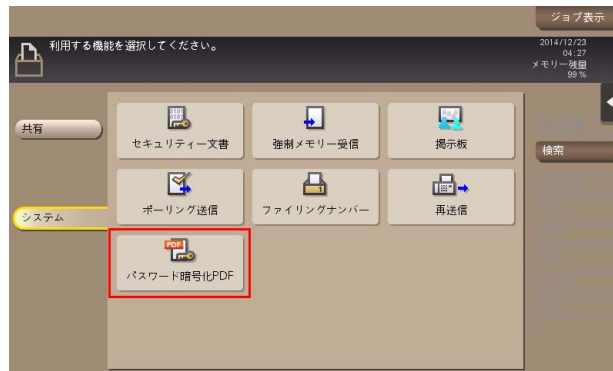 ジョブ表示
利用する機能を選択してください。
2014/12/23
04:27
メモリー残量
99 %
共有
セキュリティー文書
強制メモリー受信
掲示板
検索
システム
ポーリング送信
ファイリングナンバー
再送信
PDF
パスワード暗号化PDF